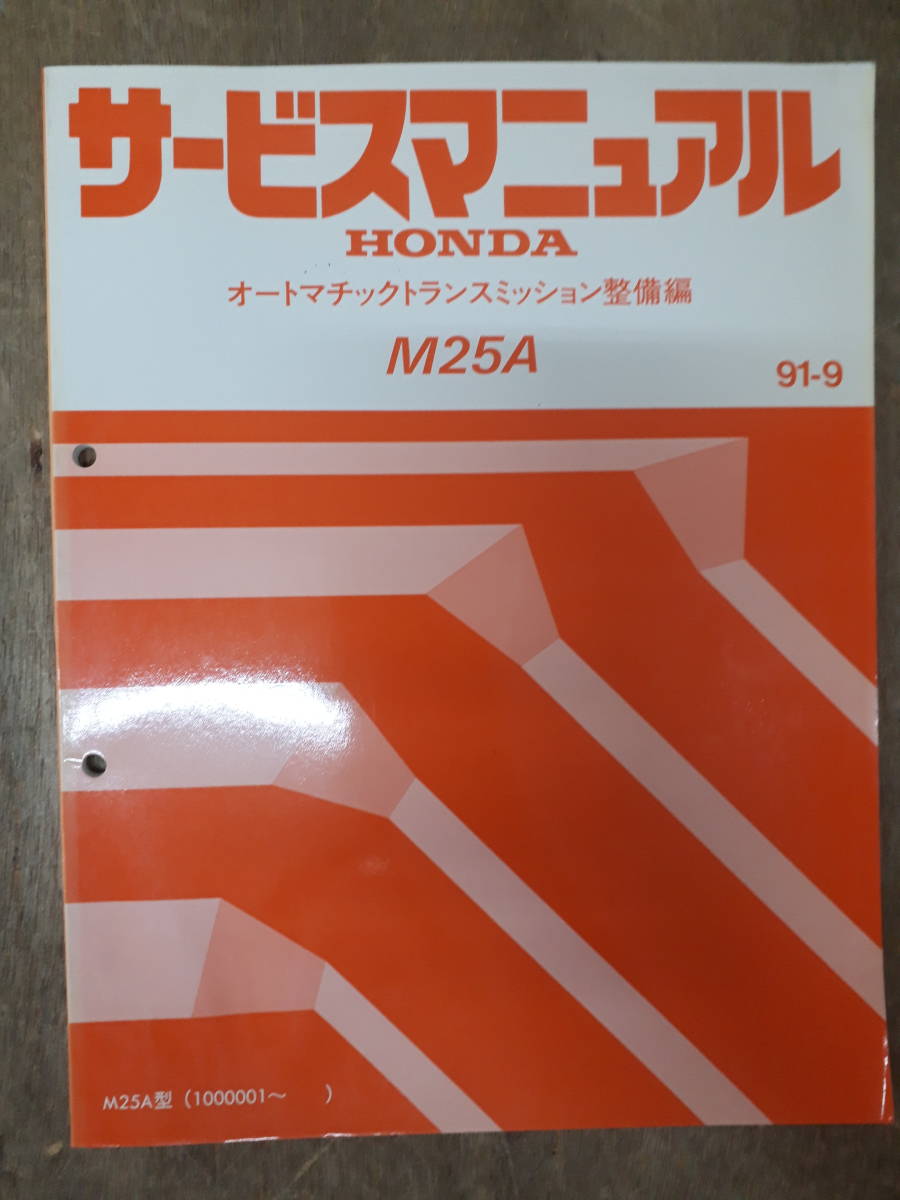 サービスマニュアル
HONDA
オートマチックトランスミッション整備編
M25A
91-9
M25A型（1000001～　　）